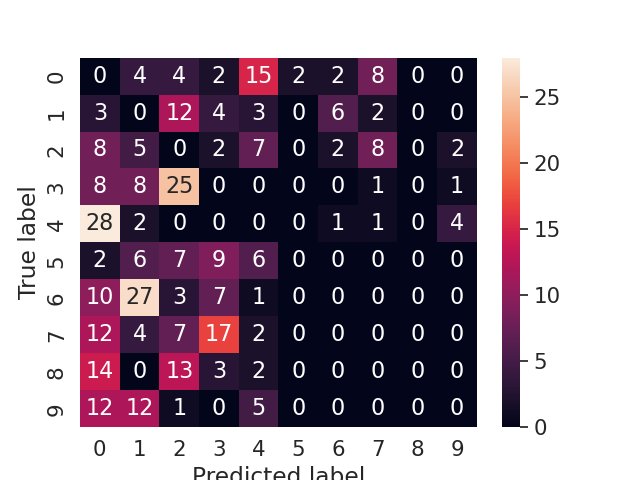 0 0 4 4 2 15 2 2 8 0 0
1 3 0 12 4 3 0 6 2 0 0
2 8 5 0 2 7 0 2 8 0 2
3 8 8 25 0 0 0 0 1 0 1
4 28 2 0 0 0 0 1 1 0 4
5 2 6 7 9 6 0 0 0 0 0
6 10 27 3 7 1 0 0 0 0 0
7 12 4 7 17 2 0 0 0 0 0
8 14 0 13 3 2 0 0 0 0 0
9 12 12 1 0 5 0 0 0 0 0
0 1 2 3 4 5 6 7 8 9
Predicted label
True label
25
20
15
10
5
0